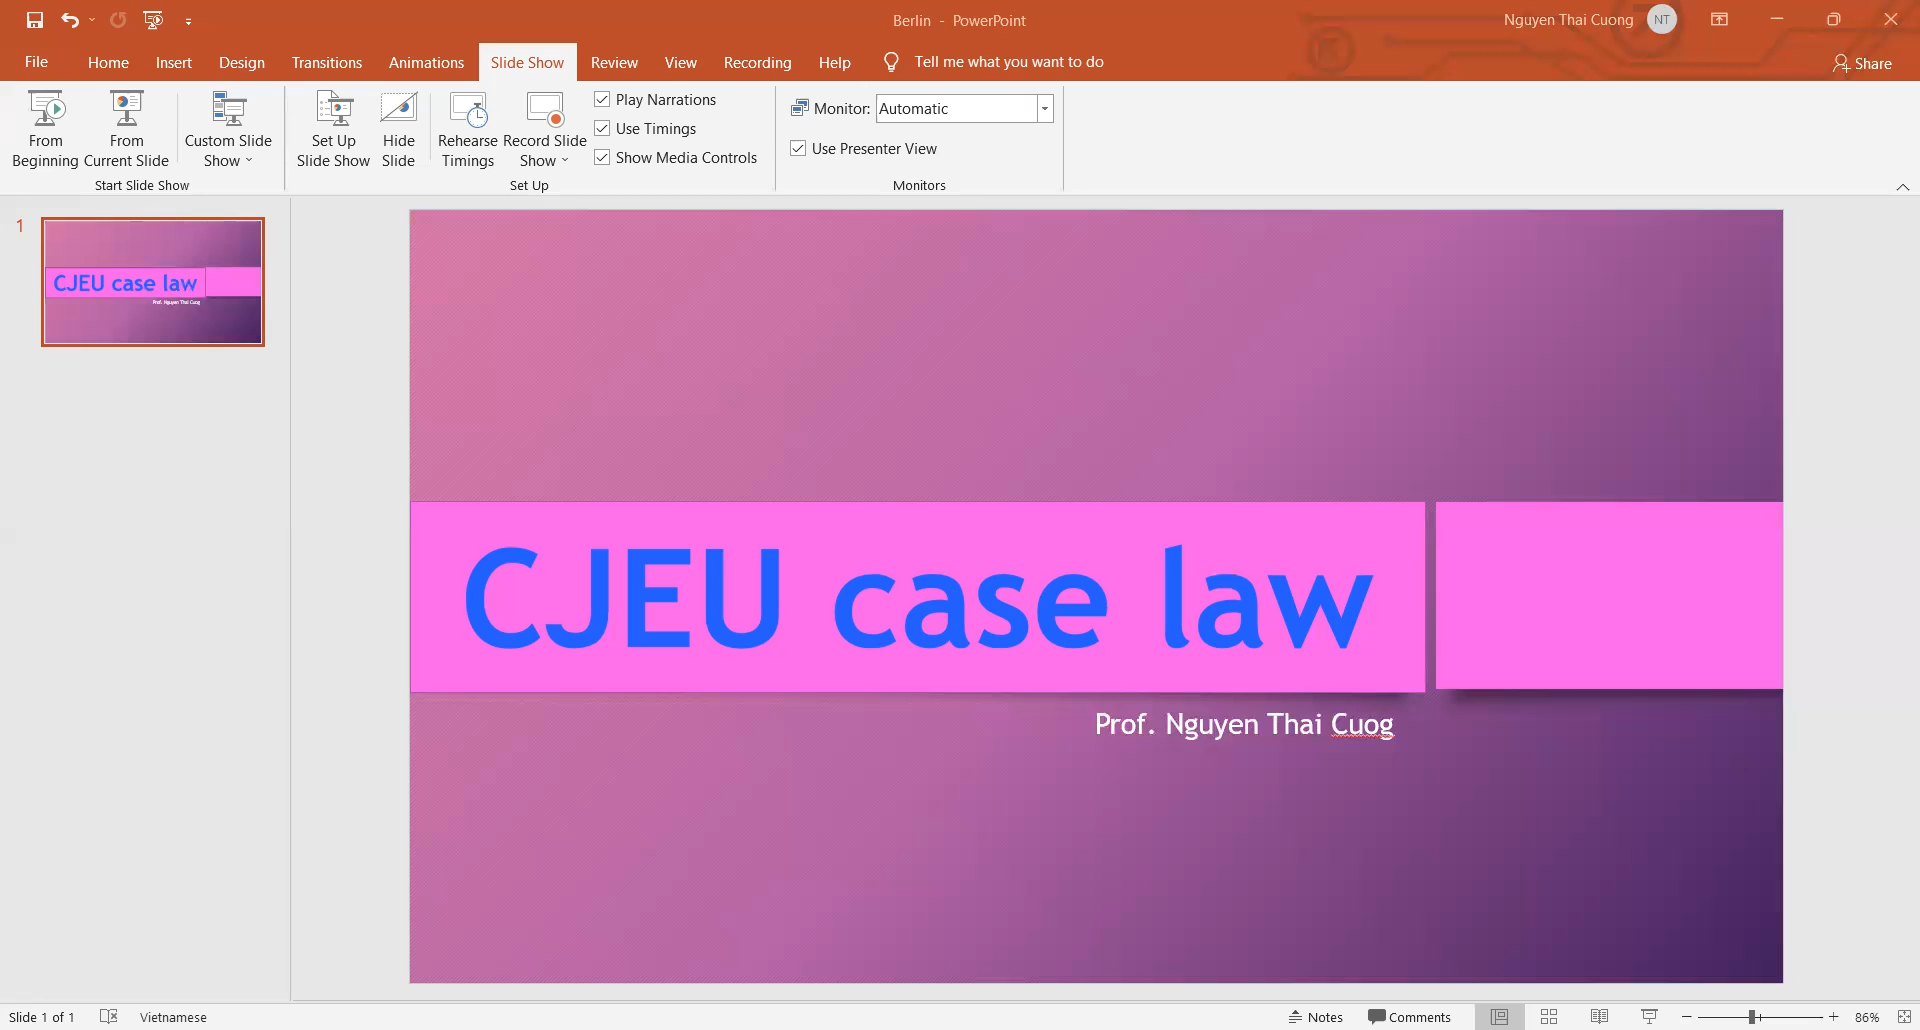 Berlin - PowerPoint
Nguyen Thai Cuong
NT
File Home Insert Design Transitions Animations Slide Show Review View Recording Help Tell me what you want to do
Share
From Beginning
From Current Slide
Custom Slide Show
Start Slide Show
Set Up Slide Show
Hide Slide
Rehearse Timings
Record Slide Show
Play Narrations
Use Timings
Show Media Controls
Set Up
Monitor: Automatic
Use Presenter View
Monitors
1
CJEU case law
Prof. Nguyen Thai Cuog
CJEU case law
Prof. Nguyen Thai Cuog
Slide 1 of 1
Vietnamese
Notes
Comments
86%